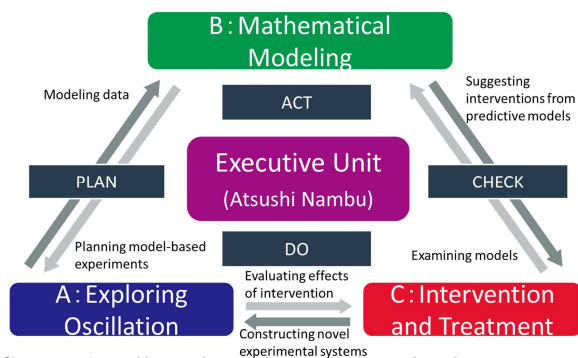 B:Mathematical
Modeling
Modeling data
Suggesting
interventions from
predictive models
ACT
Executive Unit
(Atsushi Nambu)
PLAN
CHECK
DO
Planning model-based
experiments
Examining models
Evaluating effects
of intervention
A:Exploring
Oscillation
C:Intervention
and Treatment
Constructing novel
experimental systems